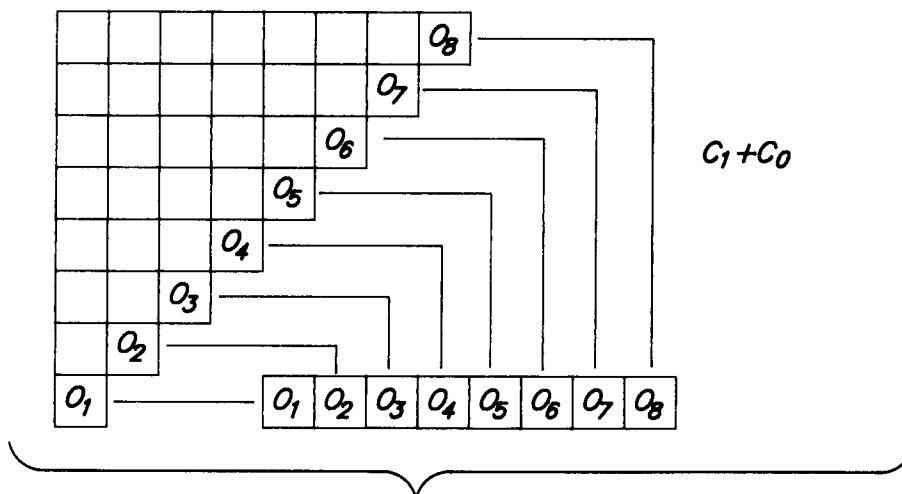 O₈
O₇
O₆
C₁+C₀
O₅
O₄
O₃
O₂
O₁ O₁ O₂ O₃ O₄ O₅ O₆ O₇ O₈